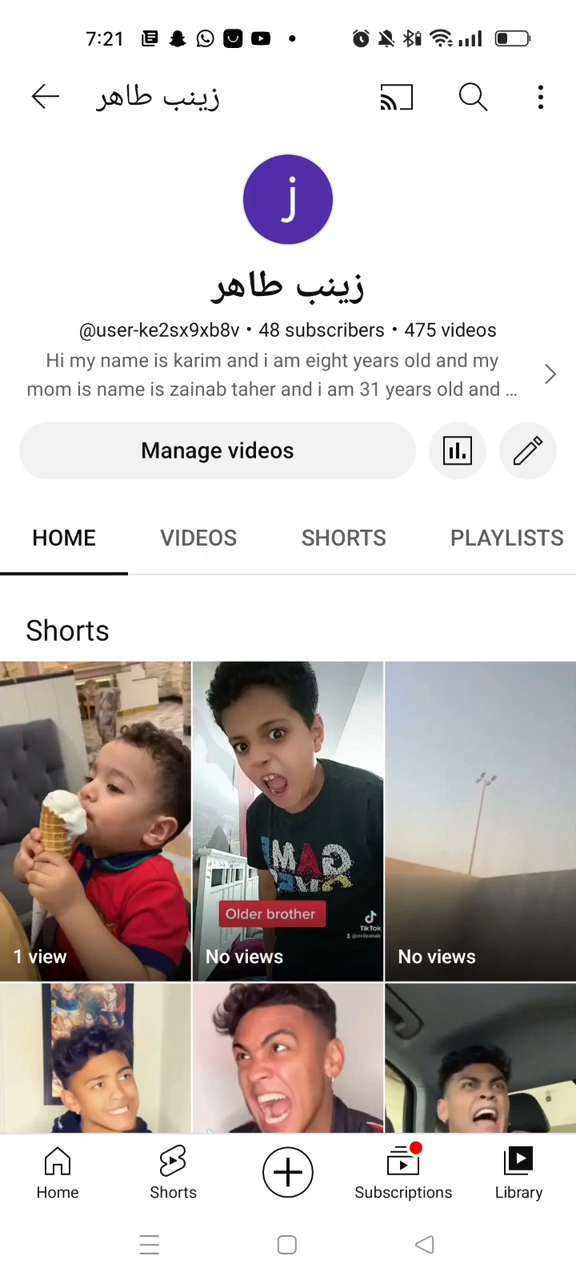 7:21
زينب طاهر
j
زينب طاهر
@user-ke2sx9xb8v • 48 subscribers • 475 videos
Hi my name is karim and i am eight years old and my
mom is name is zainab taher and i am 31 years old and ...
Manage videos
HOME VIDEOS SHORTS PLAYLISTS
Shorts
Older brother
TikTok
1 view No views No views
Home Shorts Subscriptions Library